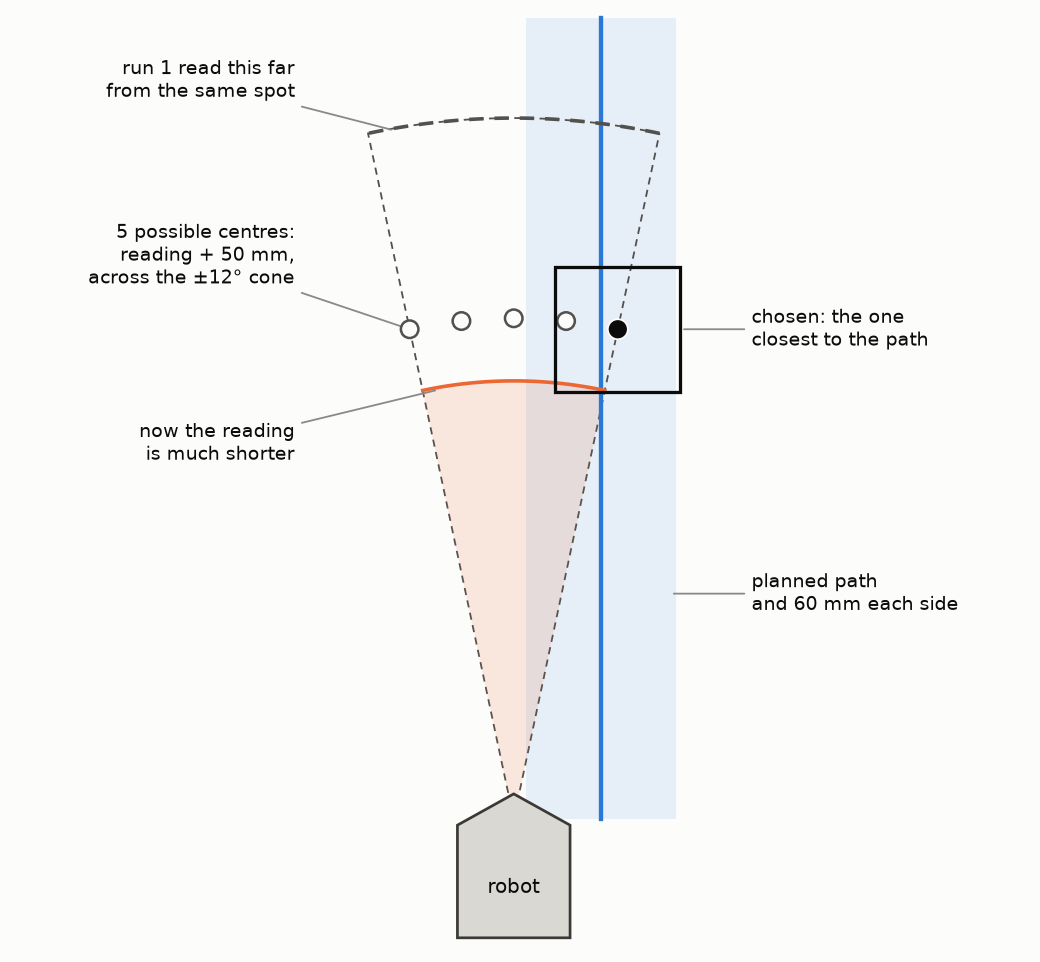 run 1 read this far
from the same spot
5 possible centres:
reading + 50 mm,
across the ±12° cone
chosen: the one
closest to the path
now the reading
is much shorter
planned path
and 60 mm each side
robot